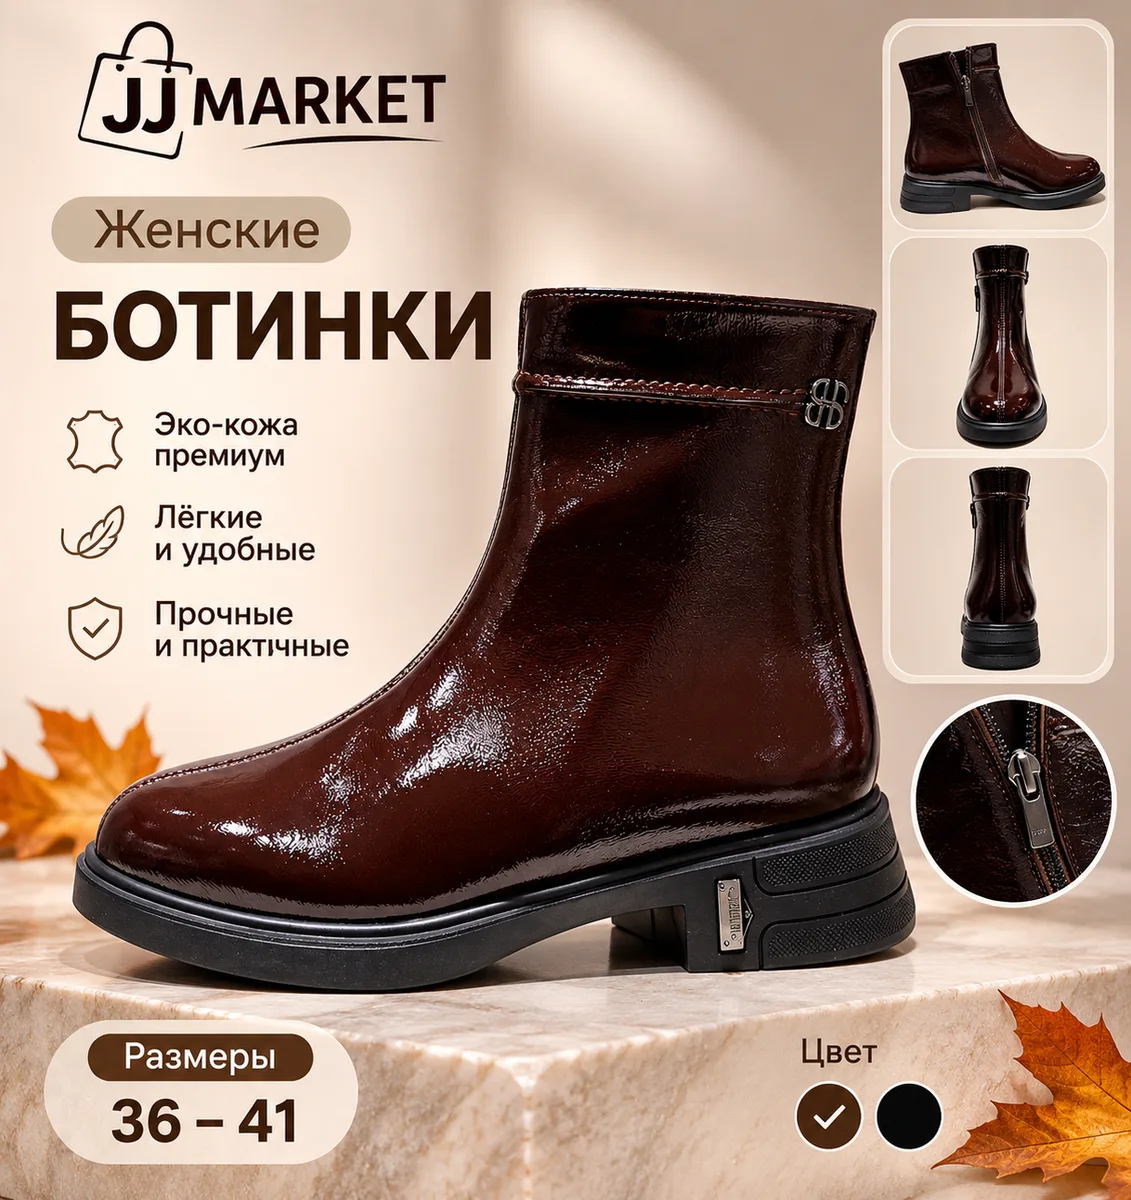 JJ MARKET
Женские
БОТИНКИ
Эко-кожа
премиум
Лёгкие
и удобные
Прочные
и практичные
Размеры
36 – 41
Цвет